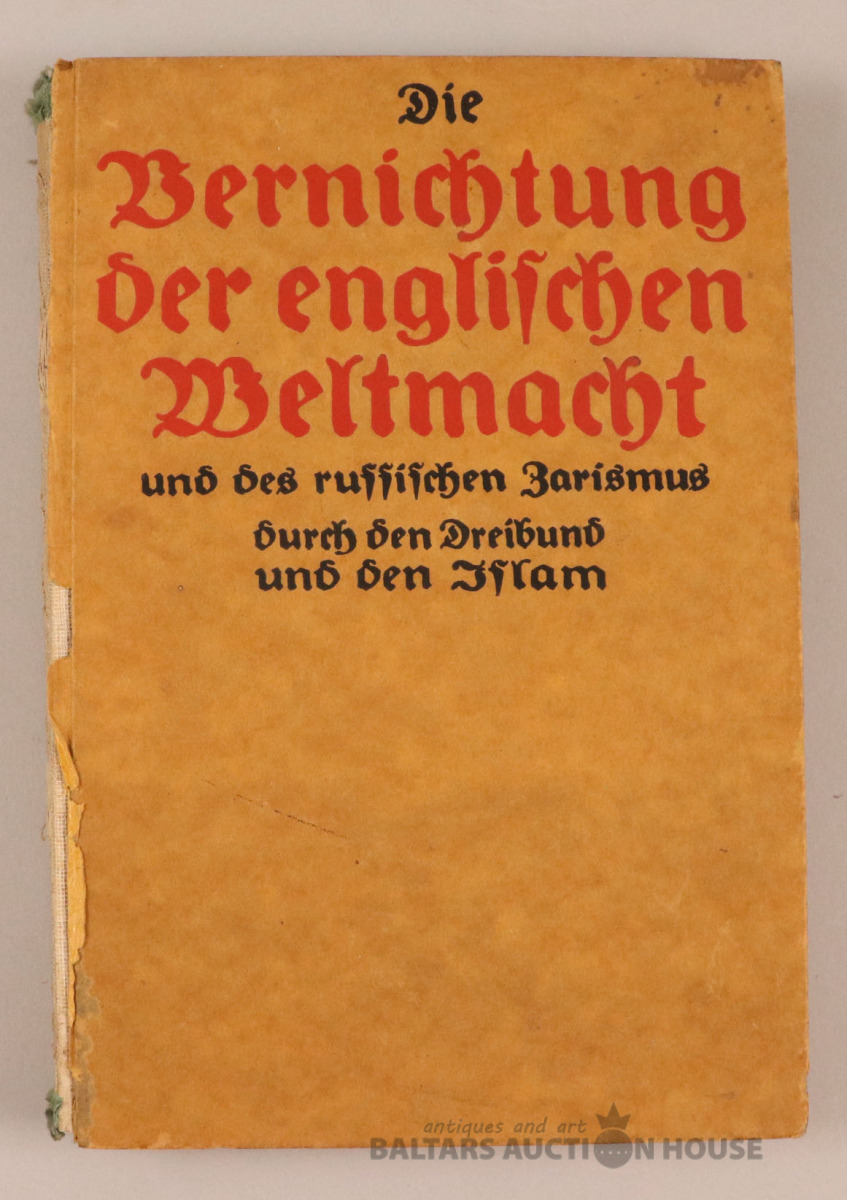 Die
Vernichtung
der engliſchen
Weltmacht
und des ruſſiſchen Zarismus
durch den Dreibund
und den Iſlam
antiques and art
BALTARS AUCTION HOUSE